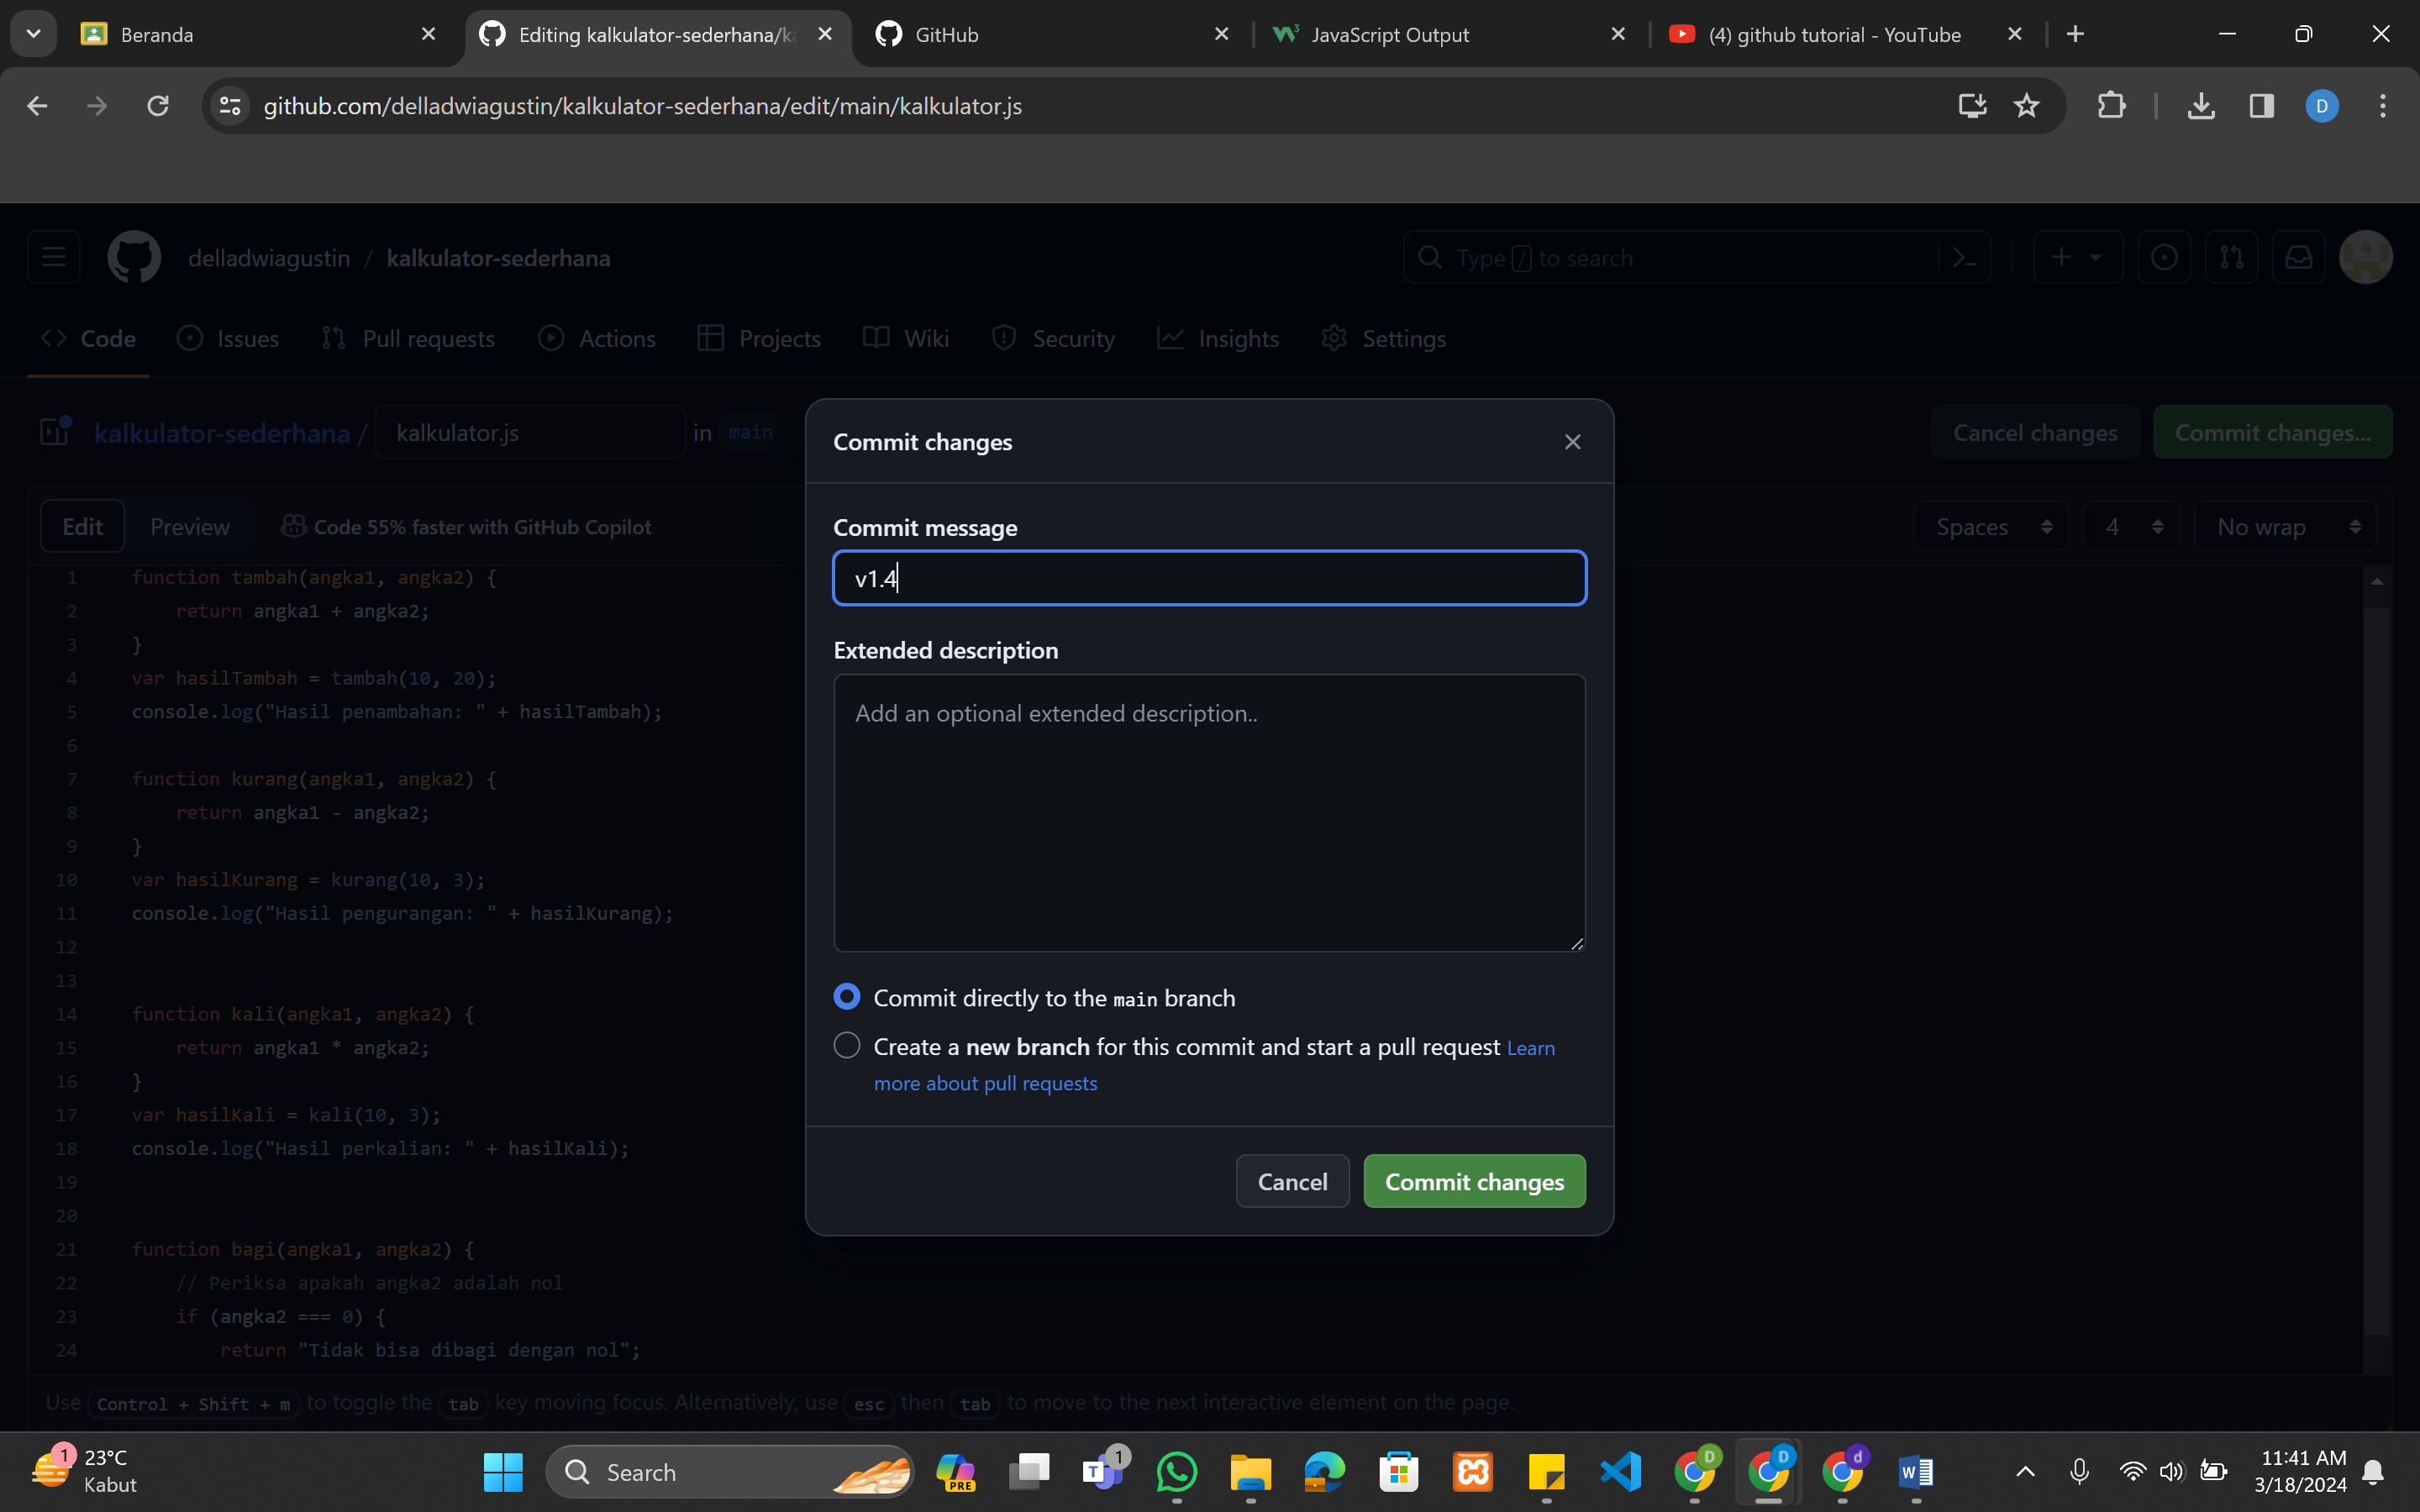 Beranda
Editing kalkulator-sederhana/ka
GitHub
JavaScript Output
(4) github tutorial - YouTube
github.com/delladwiagustin/kalkulator-sederhana/edit/main/kalkulator.js
D
delladwiagustin / kalkulator-sederhana
Type / to search
Code
Issues
Pull requests
Actions
Projects
Wiki
Security
Insights
Settings
kalkulator-sederhana / kalkulator.js in main
Cancel changes
Commit changes...
Edit
Preview
Code 55% faster with GitHub Copilot
Spaces
4
No wrap
1 function tambah(angka1, angka2) {
2 return angka1 + angka2;
3 }
4 var hasilTambah = tambah(10, 20);
5 console.log("Hasil penambahan: " + hasilTambah);
6
7 function kurang(angka1, angka2) {
8 return angka1 - angka2;
9 }
10 var hasilKurang = kurang(10, 3);
11 console.log("Hasil pengurangan: " + hasilKurang);
12
13
14 function kali(angka1, angka2) {
15 return angka1 * angka2;
16 }
17 var hasilKali = kali(10, 3);
18 console.log("Hasil perkalian: " + hasilKali);
19
20
21 function bagi(angka1, angka2) {
22 // Periksa apakah angka2 adalah nol
23 if (angka2 === 0) {
24 return "Tidak bisa dibagi dengan nol";
Use Control + Shift + m to toggle the tab key moving focus. Alternatively, use esc then tab to move to the next interactive element on the page.
Commit changes
Commit message
v1.4
Extended description
Add an optional extended description..
Commit directly to the main branch
Create a new branch for this commit and start a pull request Learn
more about pull requests
Cancel
Commit changes
1
23°C
Kabut
Search
PRE
T
1
D
D
d
W
11:41 AM
3/18/2024